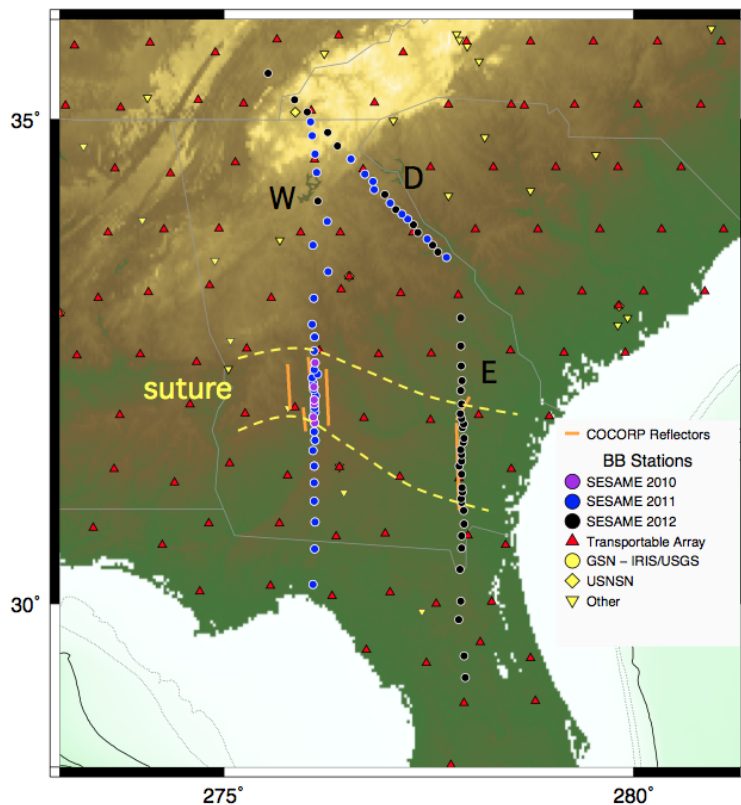 35°
W
D
suture
E
COCORP Reflectors
BB Stations
SESAME 2010
SESAME 2011
SESAME 2012
Transportable Array
GSN – IRIS/USGS
USNSN
Other
30°
275°
280°